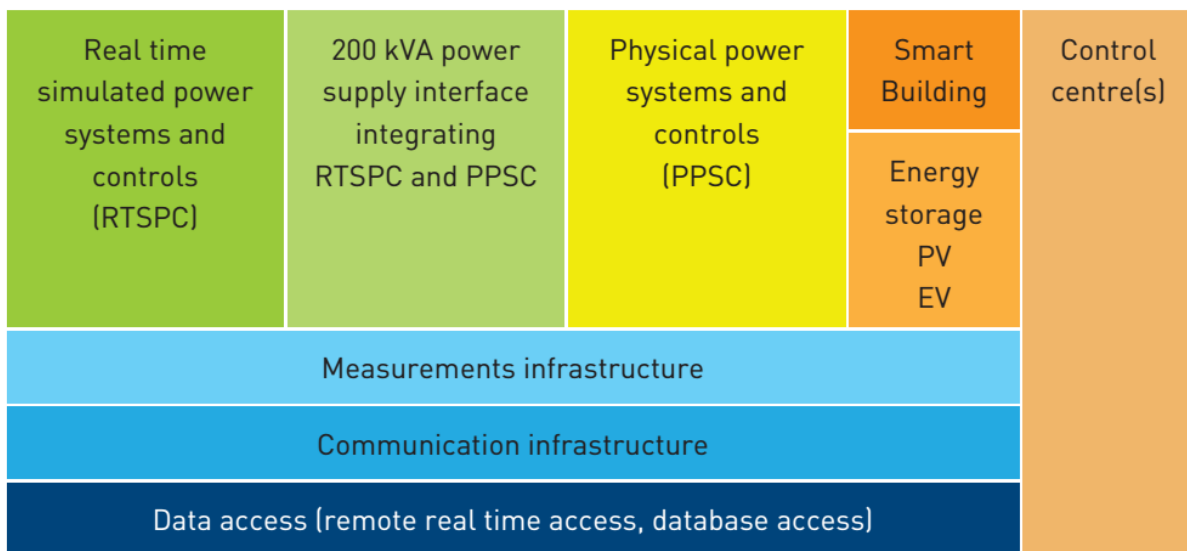 Real time
simulated power
systems and
controls
(RTSPC)
200 kVA power
supply interface
integrating
RTSPC and PPSC
Physical power
systems and
controls
(PPSC)
Smart
Building
Energy
storage
PV
EV
Control
centre(s)
Measurements infrastructure
Communication infrastructure
Data access (remote real time access, database access)